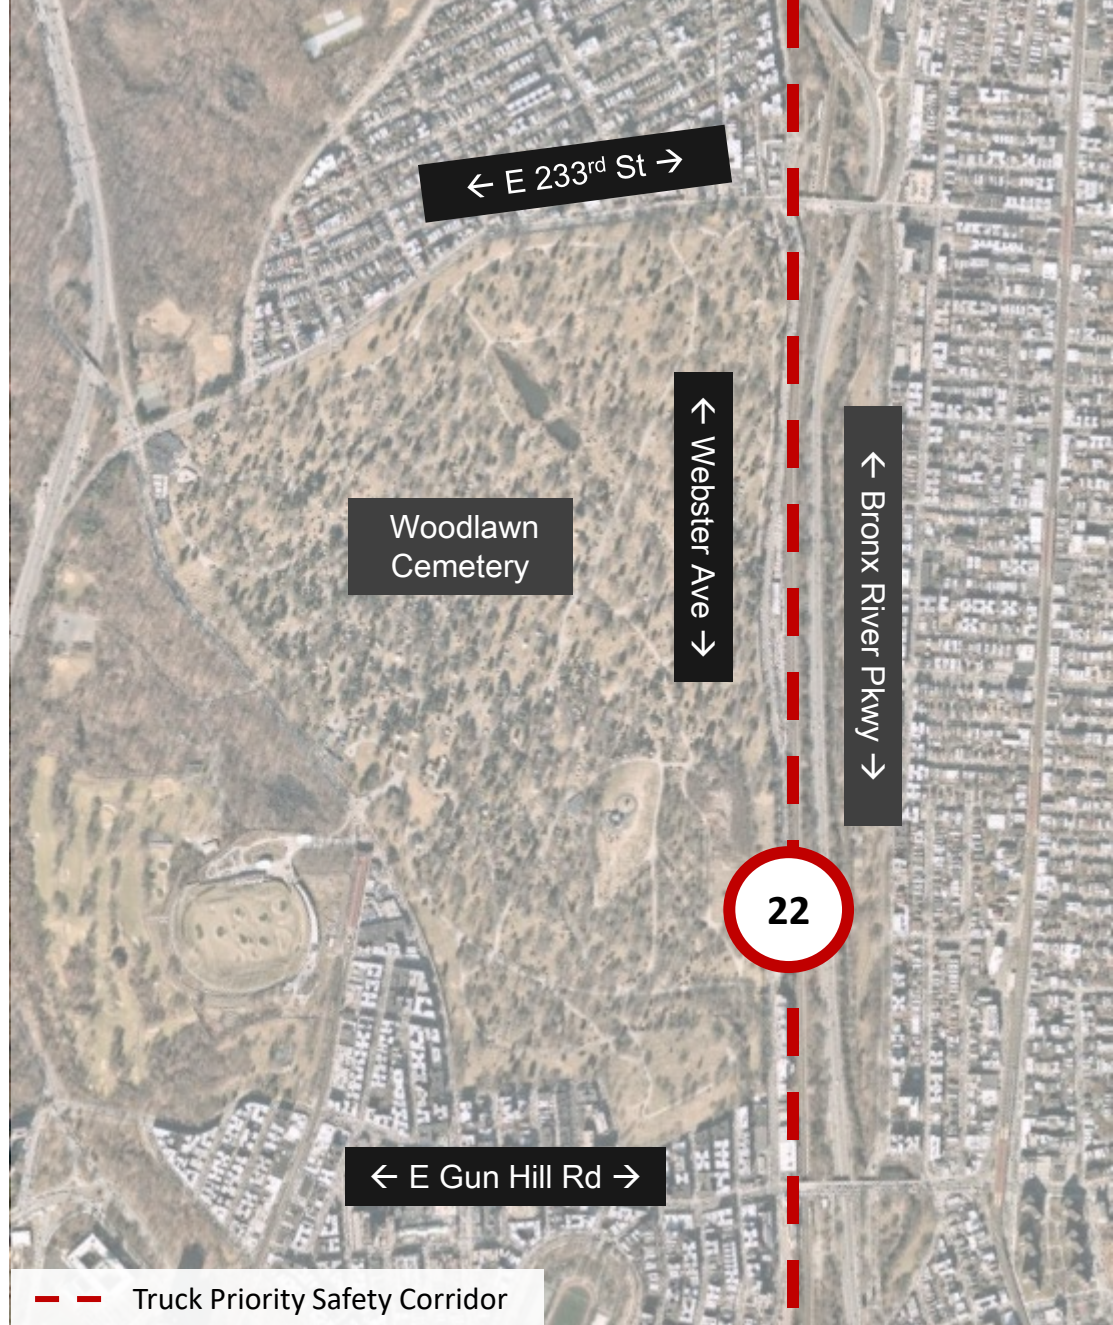 ← E 233rd St →
← Webster Ave →
← Bronx River Pkwy →
Woodlawn
Cemetery
22
← E Gun Hill Rd →
Truck Priority Safety Corridor